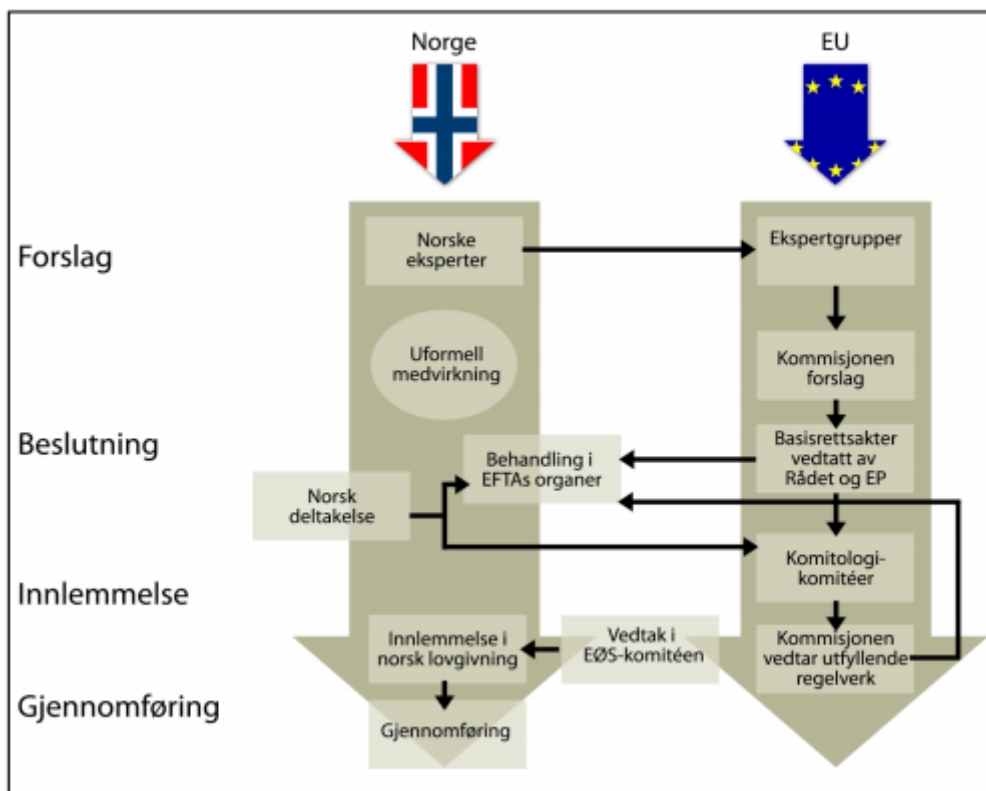 Norge
EU
Forslag
Norske
eksperter
Ekspertgrupper
Uformell
medvirkning
Kommisjonen
forslag
Beslutning
Behandling i
EFTAs organer
Basisrettsakter
vedtatt av
Rådet og EP
Norsk
deltakelse
Komitologi-
komitéer
Innlemmelse
Innlemmelse i
norsk lovgivning
Vedtak i
EØS-komitéen
Kommisjonen
vedtar utfyllende
regelverk
Gjennomføring
Gjennomføring